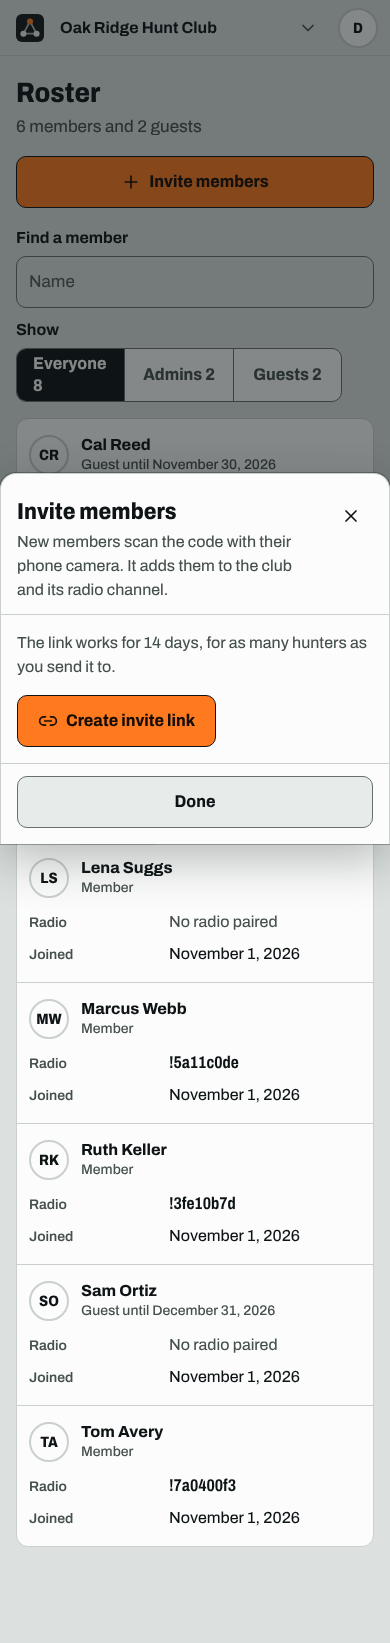 Oak Ridge Hunt Club
D
Roster
6 members and 2 guests
Invite members
Find a member
Name
Show
Everyone
8
Admins 2
Guests 2
CR
Cal Reed
Guest until November 30, 2026
Invite members
New members scan the code with their
phone camera. It adds them to the club
and its radio channel.
The link works for 14 days, for as many hunters as
you send it to.
Create invite link
Done
LS
Lena Suggs
Member
Radio No radio paired
Joined November 1, 2026
MW
Marcus Webb
Member
Radio !5a11c0de
Joined November 1, 2026
RK
Ruth Keller
Member
Radio !3fe10b7d
Joined November 1, 2026
SO
Sam Ortiz
Guest until December 31, 2026
Radio No radio paired
Joined November 1, 2026
TA
Tom Avery
Member
Radio !7a0400f3
Joined November 1, 2026